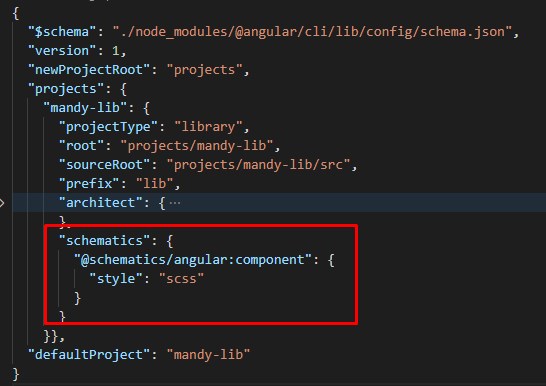 {
"$schema": "./node_modules/@angular/cli/lib/config/schema.json",
"version": 1,
"newProjectRoot": "projects",
"projects": {
"mandy-lib": {
"projectType": "library",
"root": "projects/mandy-lib",
"sourceRoot": "projects/mandy-lib/src",
"prefix": "lib",
"architect": { ···
},
"schematics": {
"@schematics/angular:component": {
"style": "scss"
}
}
}},
"defaultProject": "mandy-lib"
}